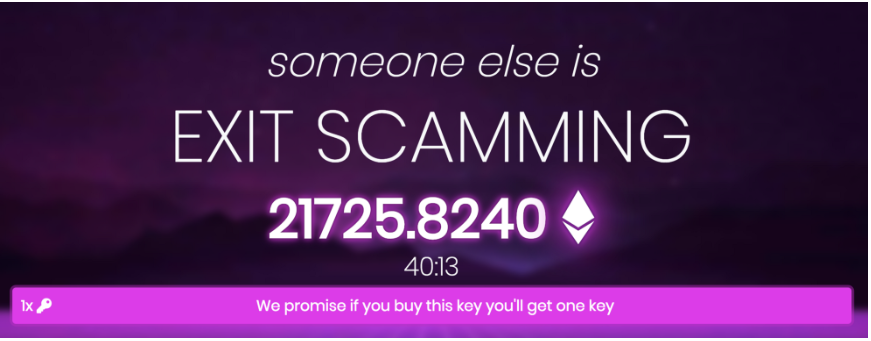 someone else is
EXIT SCAMMING
21725.8240
40:13
1x We promise if you buy this key you'll get one key